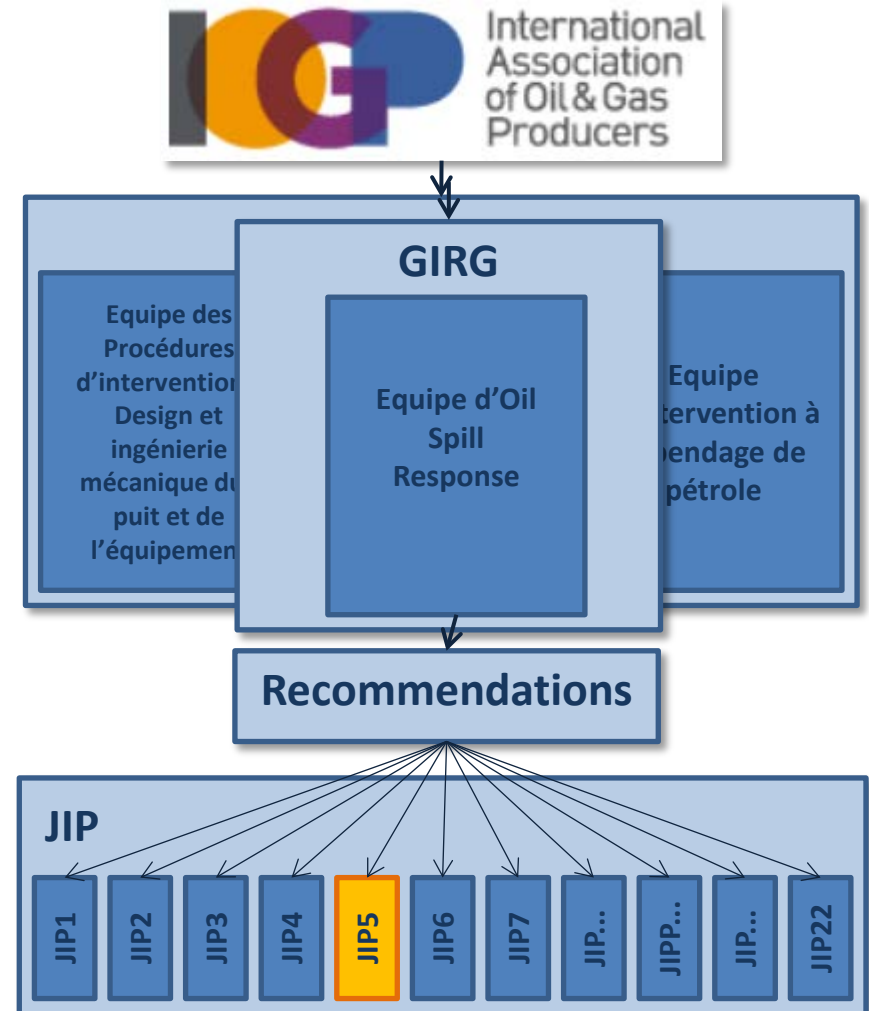 IOGP
International
Association
of Oil & Gas
Producers
GIRG
Equipe des
Procédures
d'intervention
Design et
ingénierie
mécanique du
puit et de
l'équipemen
Equipe d'Oil
Spill
Response
Equipe
tervention à
pendage de
pétrole
Recommendations
JIP
JIP1
JIP2
JIP3
JIP4
JIP5
JIP6
JIP7
JIP...
JIPP...
JIP...
JIP22